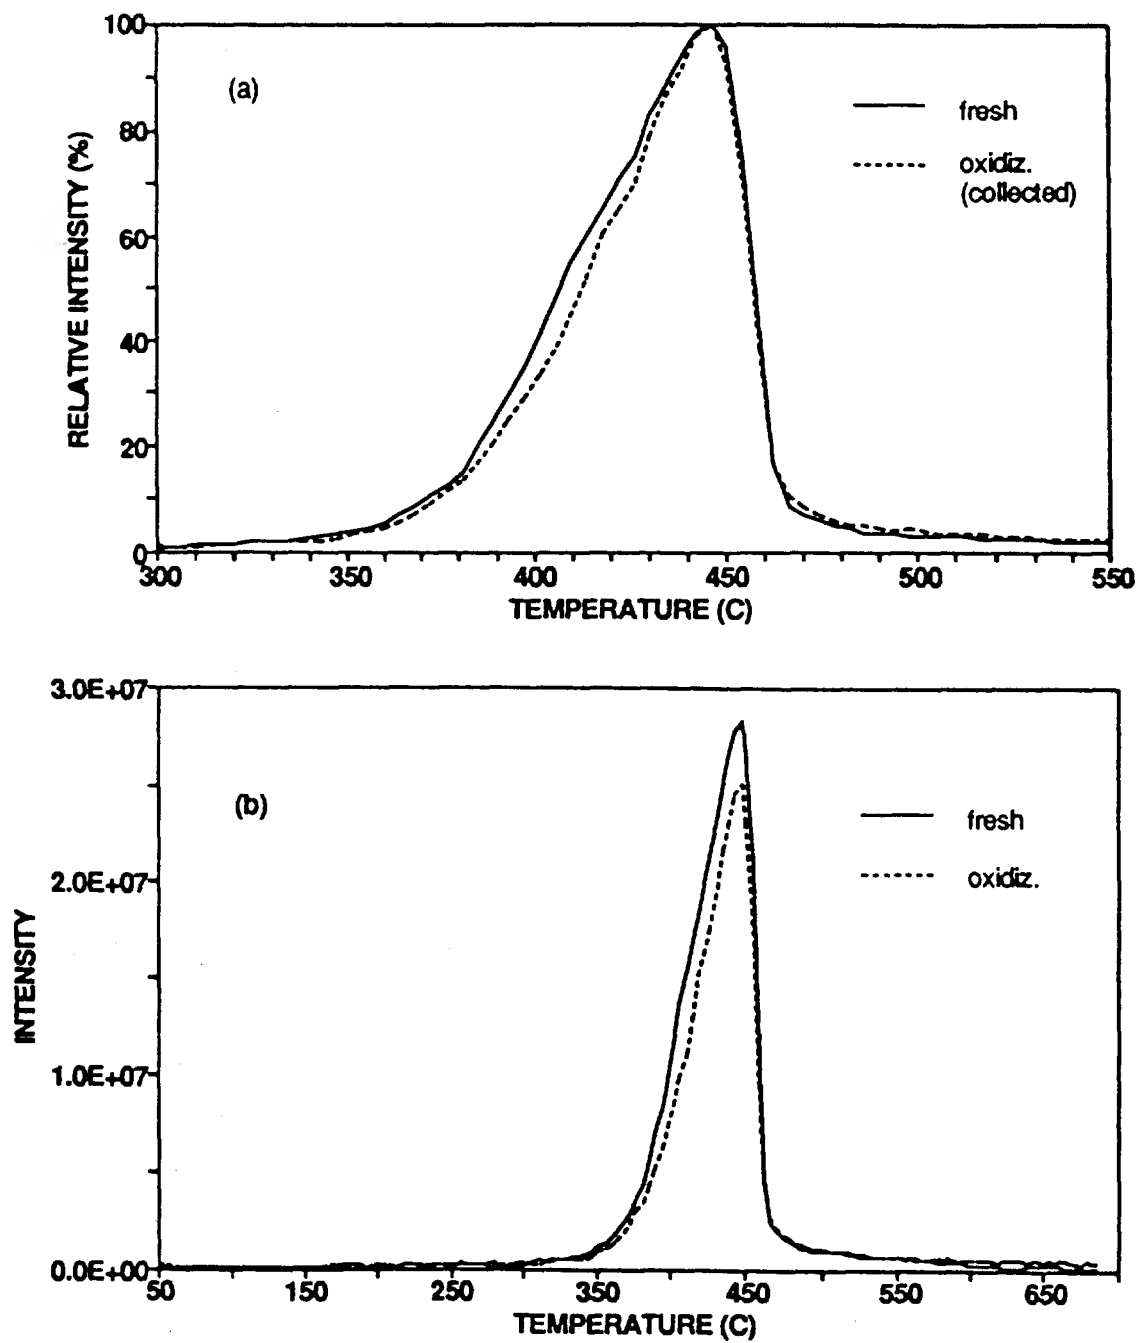 (a)
fresh
oxidiz.
(collected)
RELATIVE INTENSITY (%)
100
80
60
40
20
0
300 350 400 450 500 550
TEMPERATURE (C)
(b)
fresh
oxidiz.
INTENSITY
3.0E+07
2.0E+07
1.0E+07
0.0E+00
50 150 250 350 450 550 650
TEMPERATURE (C)